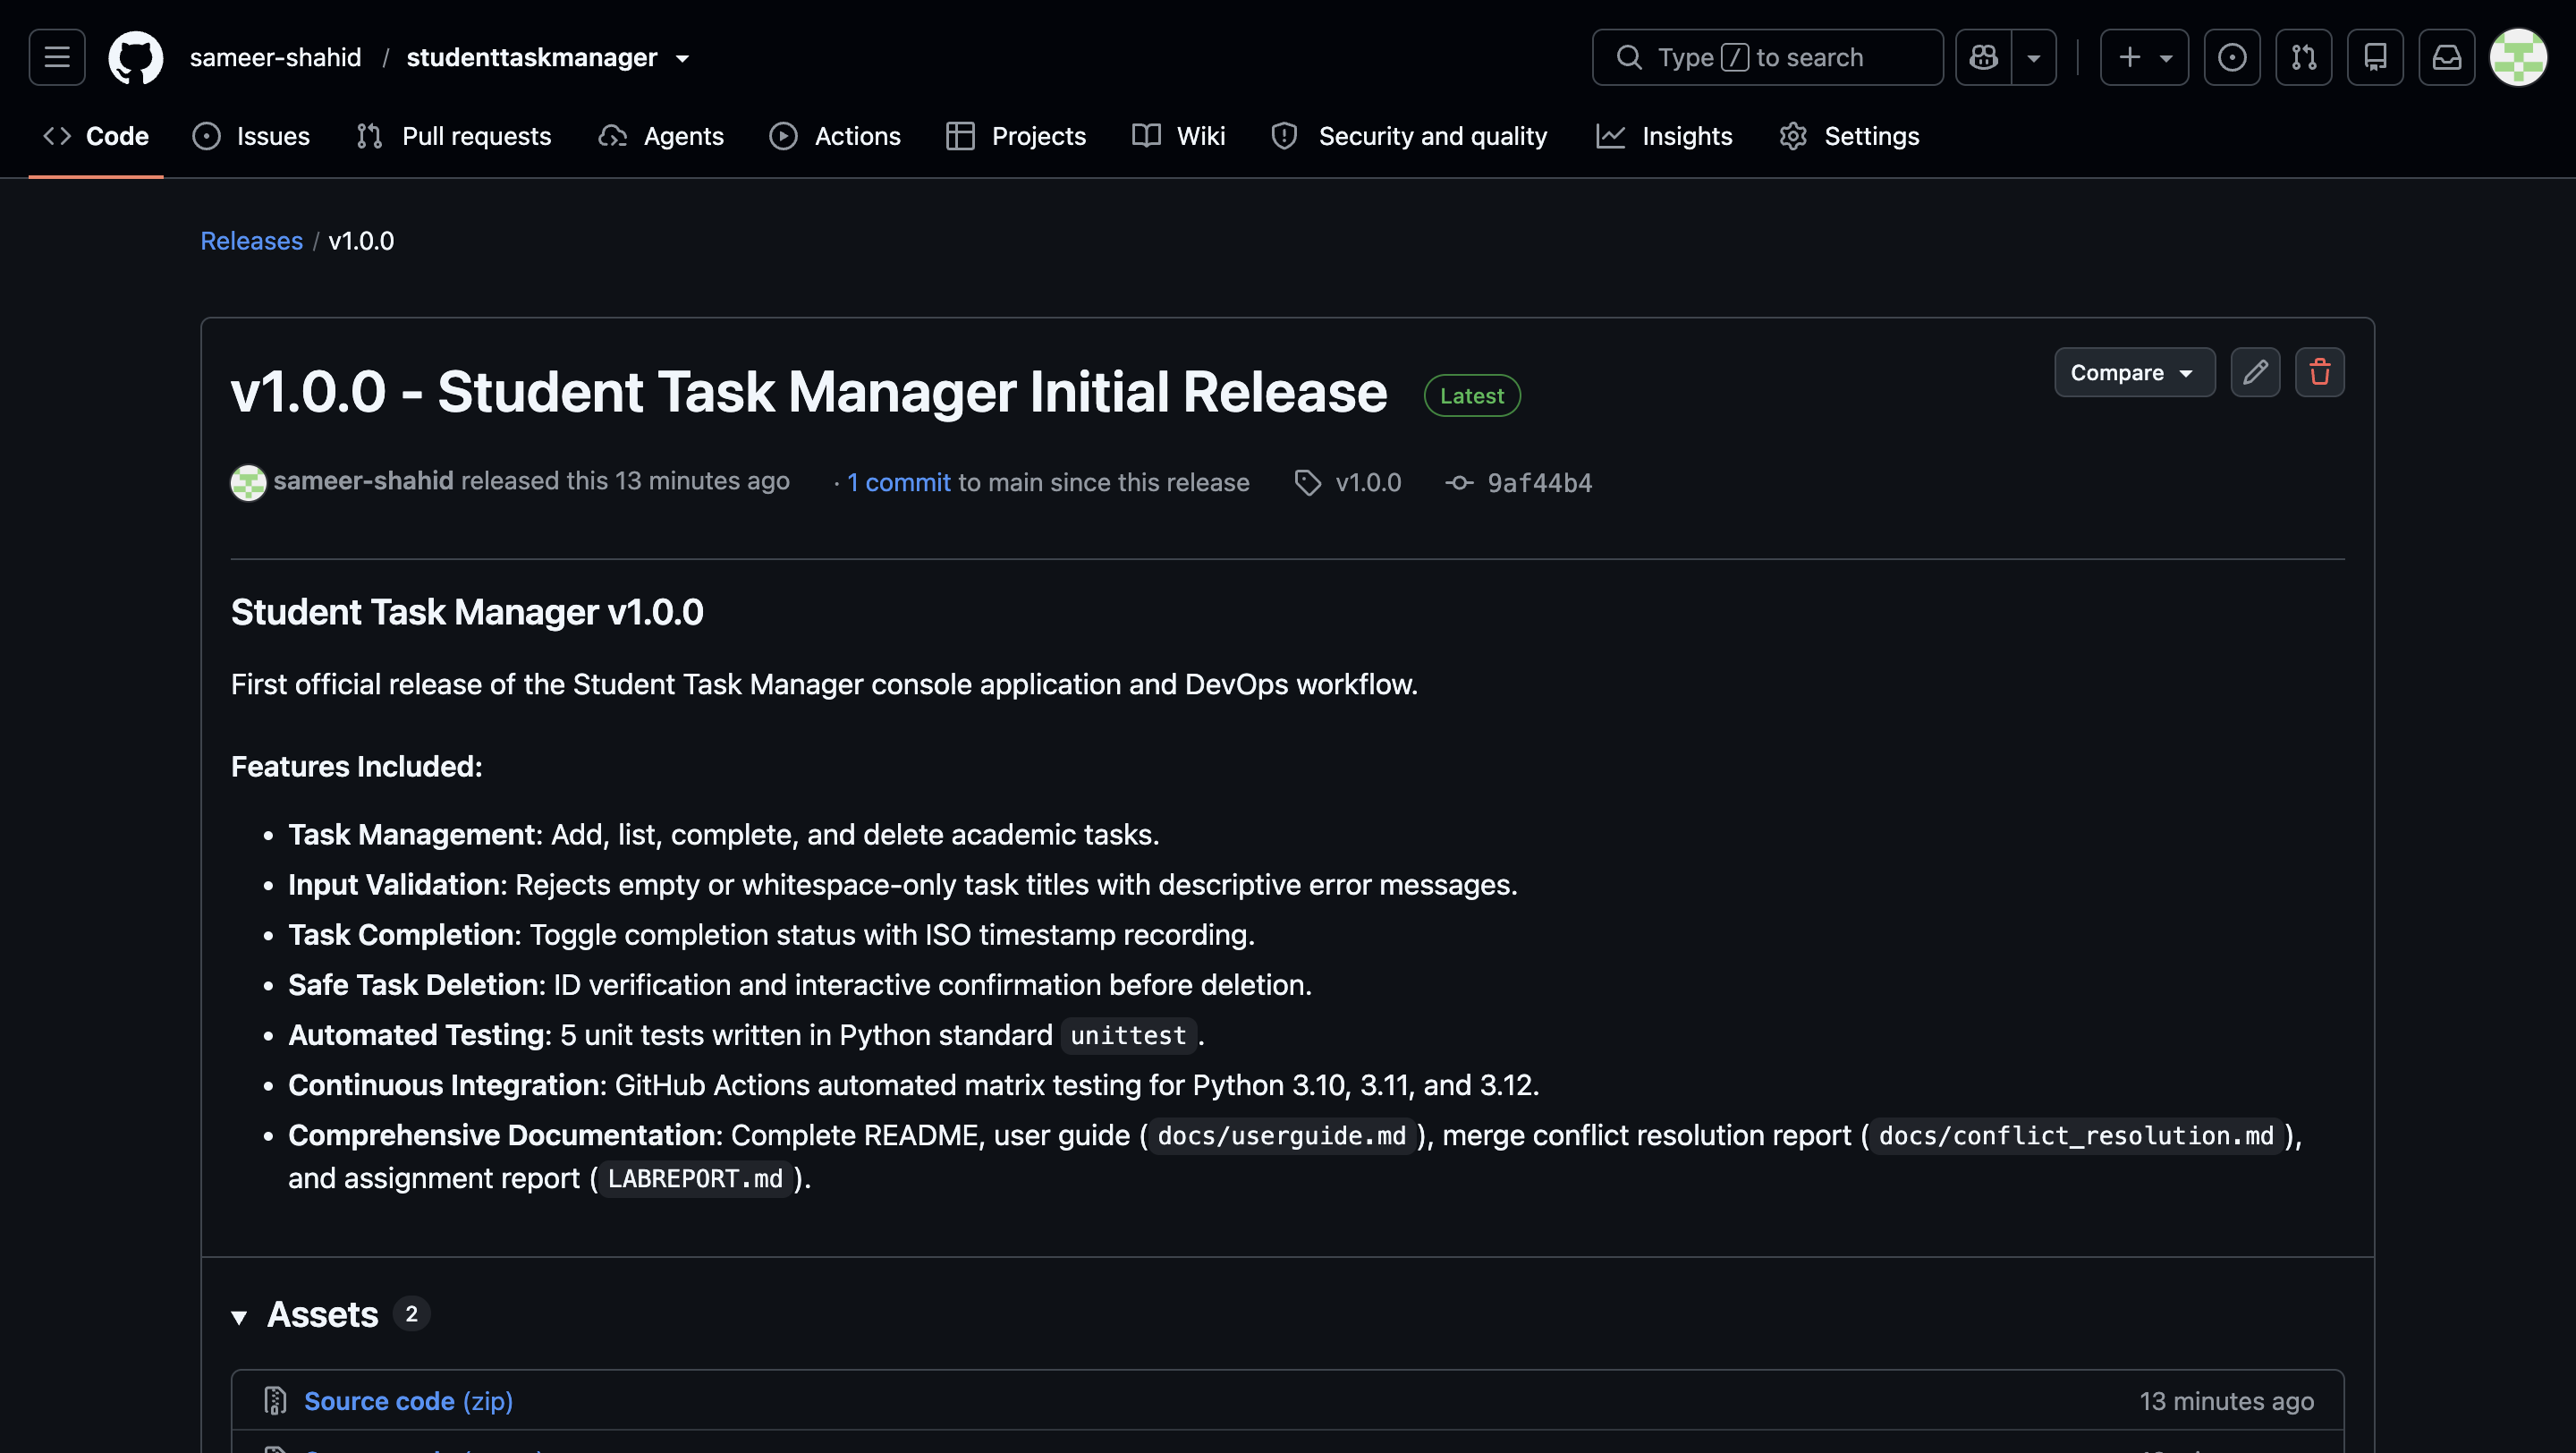 sameer-shahid / studenttaskmanager
Type / to search
Code Issues Pull requests Agents Actions Projects Wiki Security and quality Insights Settings
Releases / v1.0.0
v1.0.0 - Student Task Manager Initial Release Latest
Compare
sameer-shahid released this 13 minutes ago · 1 commit to main since this release v1.0.0 9af44b4
Student Task Manager v1.0.0
First official release of the Student Task Manager console application and DevOps workflow.
Features Included:
• Task Management: Add, list, complete, and delete academic tasks.
• Input Validation: Rejects empty or whitespace-only task titles with descriptive error messages.
• Task Completion: Toggle completion status with ISO timestamp recording.
• Safe Task Deletion: ID verification and interactive confirmation before deletion.
• Automated Testing: 5 unit tests written in Python standard unittest.
• Continuous Integration: GitHub Actions automated matrix testing for Python 3.10, 3.11, and 3.12.
• Comprehensive Documentation: Complete README, user guide (docs/userguide.md), merge conflict resolution report (docs/conflict_resolution.md),
and assignment report (LABREPORT.md).
Assets 2
Source code (zip) 13 minutes ago